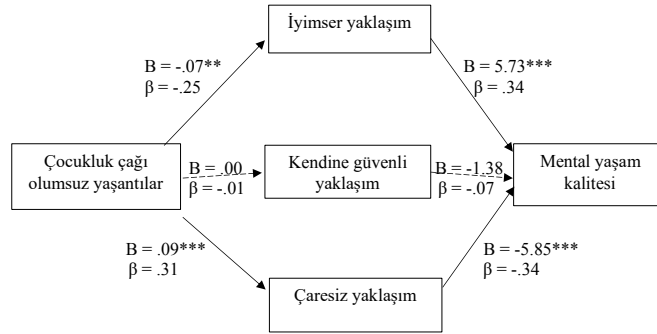 İyimser yaklaşım
B = -.07**
β = -.25
B = 5.73***
β = .34
Çocukluk çağı
olumsuz yaşantılar
B = .00
β = -.01
Kendine güvenli
yaklaşım
B = -1.38
β = -.07
Mental yaşam
kalitesi
B = .09***
β = .31
B = -5.85***
β = -.34
Çaresiz yaklaşım